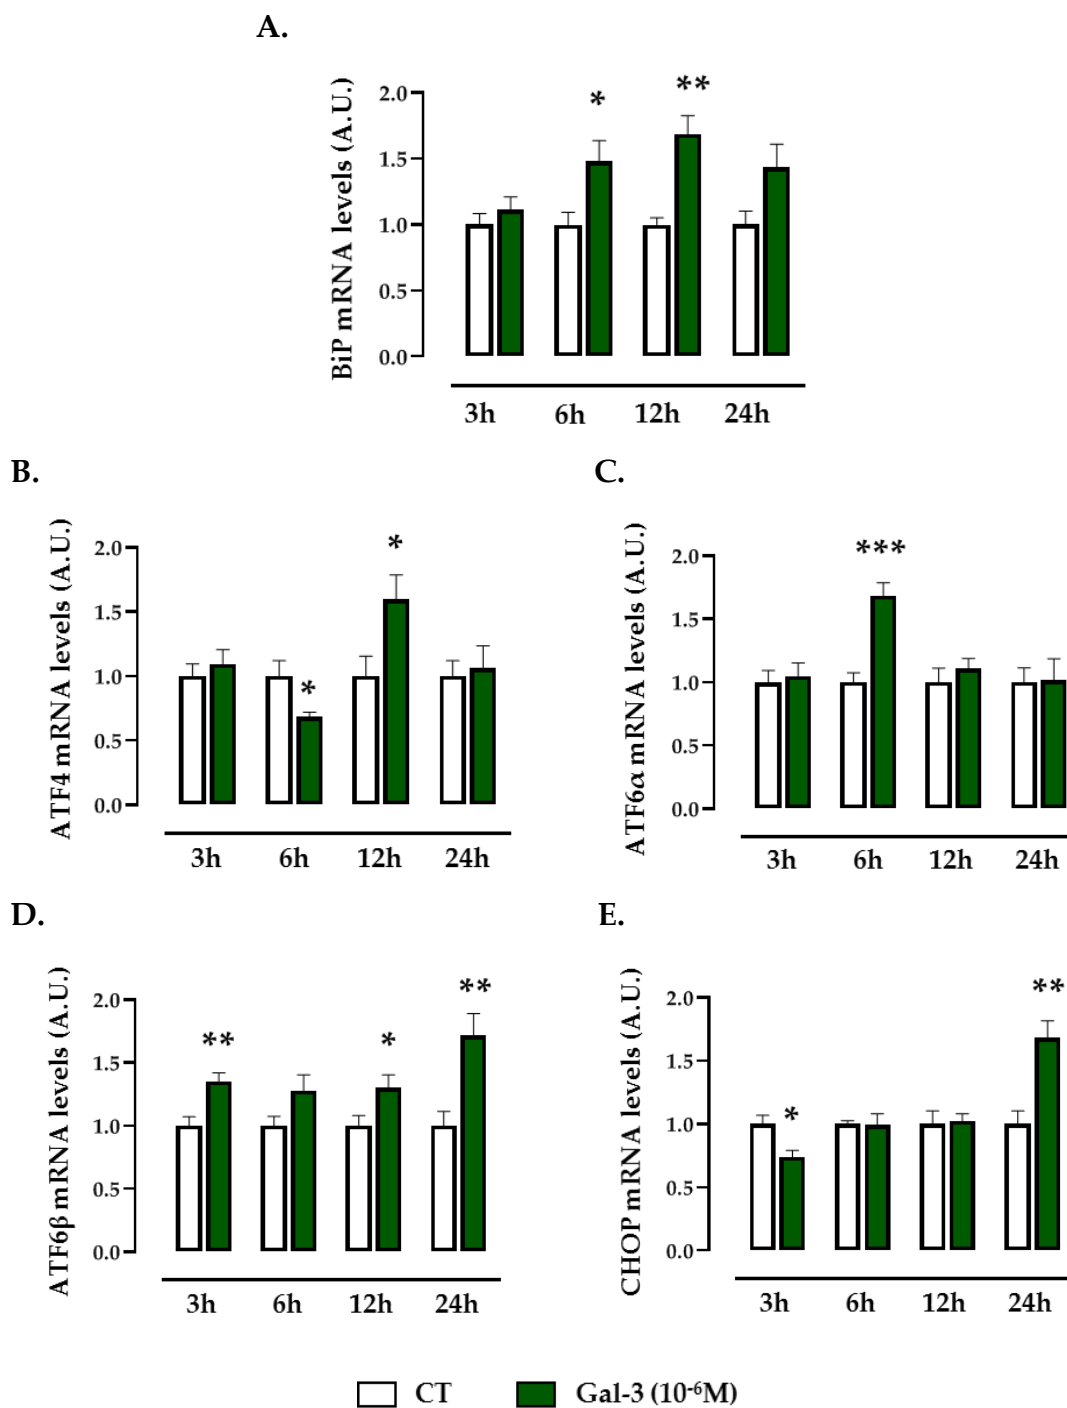 A.
BiP mRNA levels (A.U.)
2.0
1.5
1.0
0.5
0.0
*
**
3h 6h 12h 24h
B.
ATF4 mRNA levels (A.U.)
2.0
1.5
1.0
0.5
0.0
*
*
3h 6h 12h 24h
C.
ATF6α mRNA levels (A.U.)
2.0
1.5
1.0
0.5
0.0
***
3h 6h 12h 24h
D.
ATF6β mRNA levels (A.U.)
2.0
1.5
1.0
0.5
0.0
**
*
**
3h 6h 12h 24h
E.
CHOP mRNA levels (A.U.)
2.0
1.5
1.0
0.5
0.0
*
**
3h 6h 12h 24h
CT Gal-3 (10⁻⁶M)